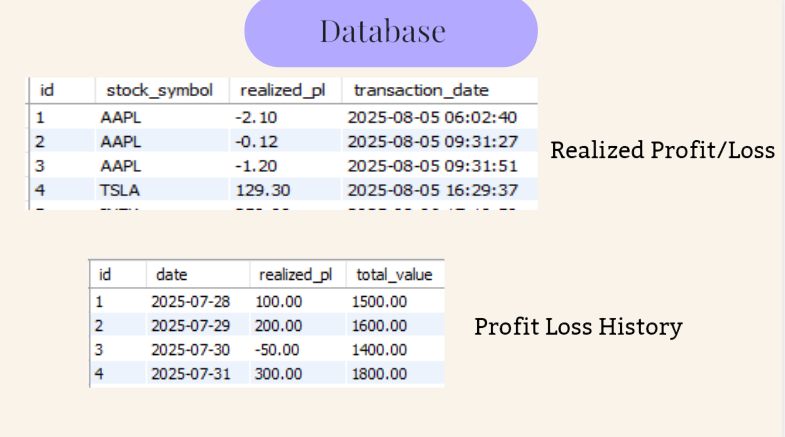 Database
id stock_symbol realized_pl transaction_date
1 AAPL -2.10 2025-08-05 06:02:40
2 AAPL -0.12 2025-08-05 09:31:27
3 AAPL -1.20 2025-08-05 09:31:51
4 TSLA 129.30 2025-08-05 16:29:37
Realized Profit/Loss
id date realized_pl total_value
1 2025-07-28 100.00 1500.00
2 2025-07-29 200.00 1600.00
3 2025-07-30 -50.00 1400.00
4 2025-07-31 300.00 1800.00
Profit Loss History